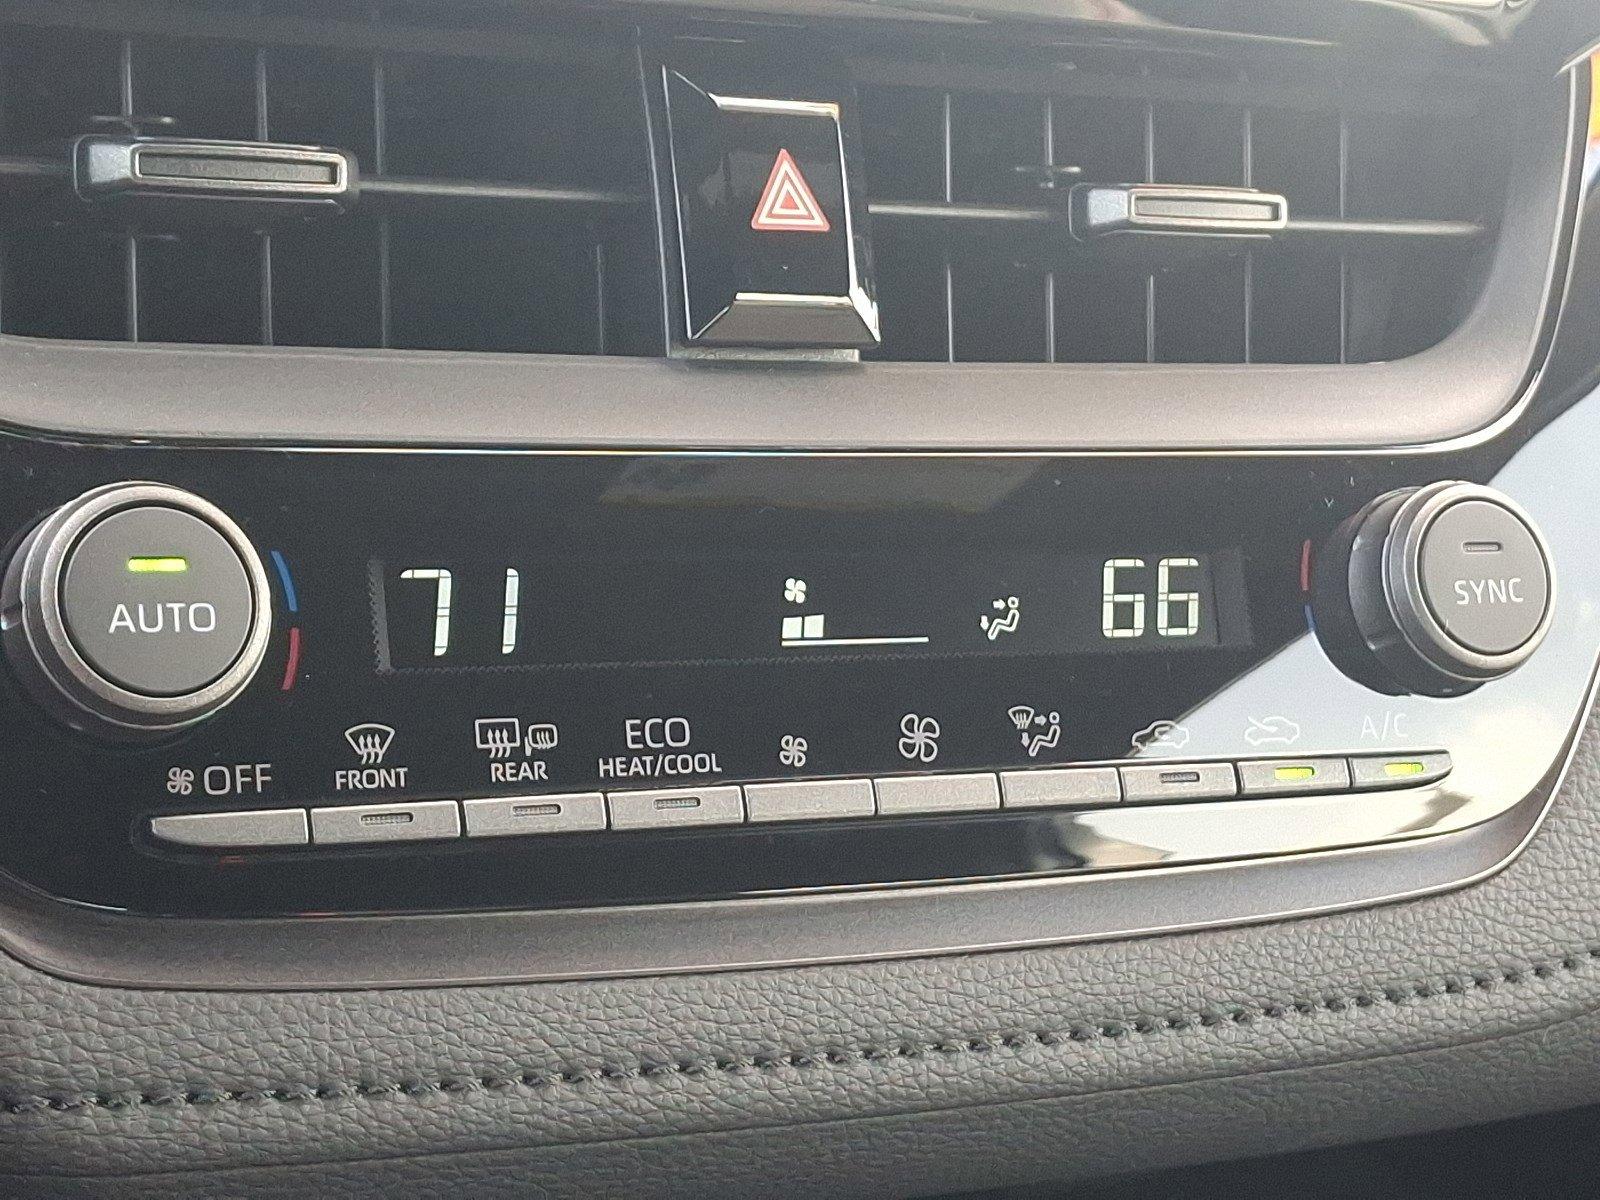 AUTO
71
66
SYNC
OFF
FRONT
REAR
ECO
HEAT/COOL
A/C